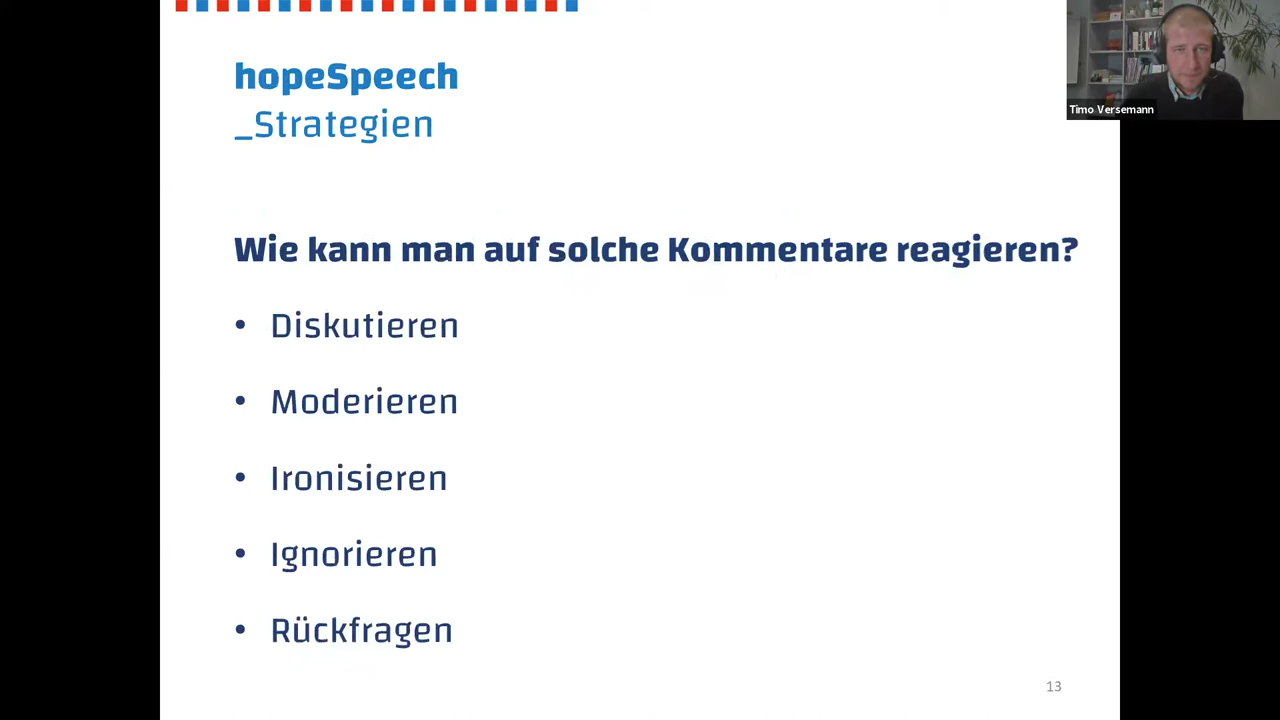 hopeSpeech
_Strategien
Timo Versemann
Wie kann man auf solche Kommentare reagieren?
• Diskutieren
• Moderieren
• Ironisieren
• Ignorieren
• Rückfragen
13